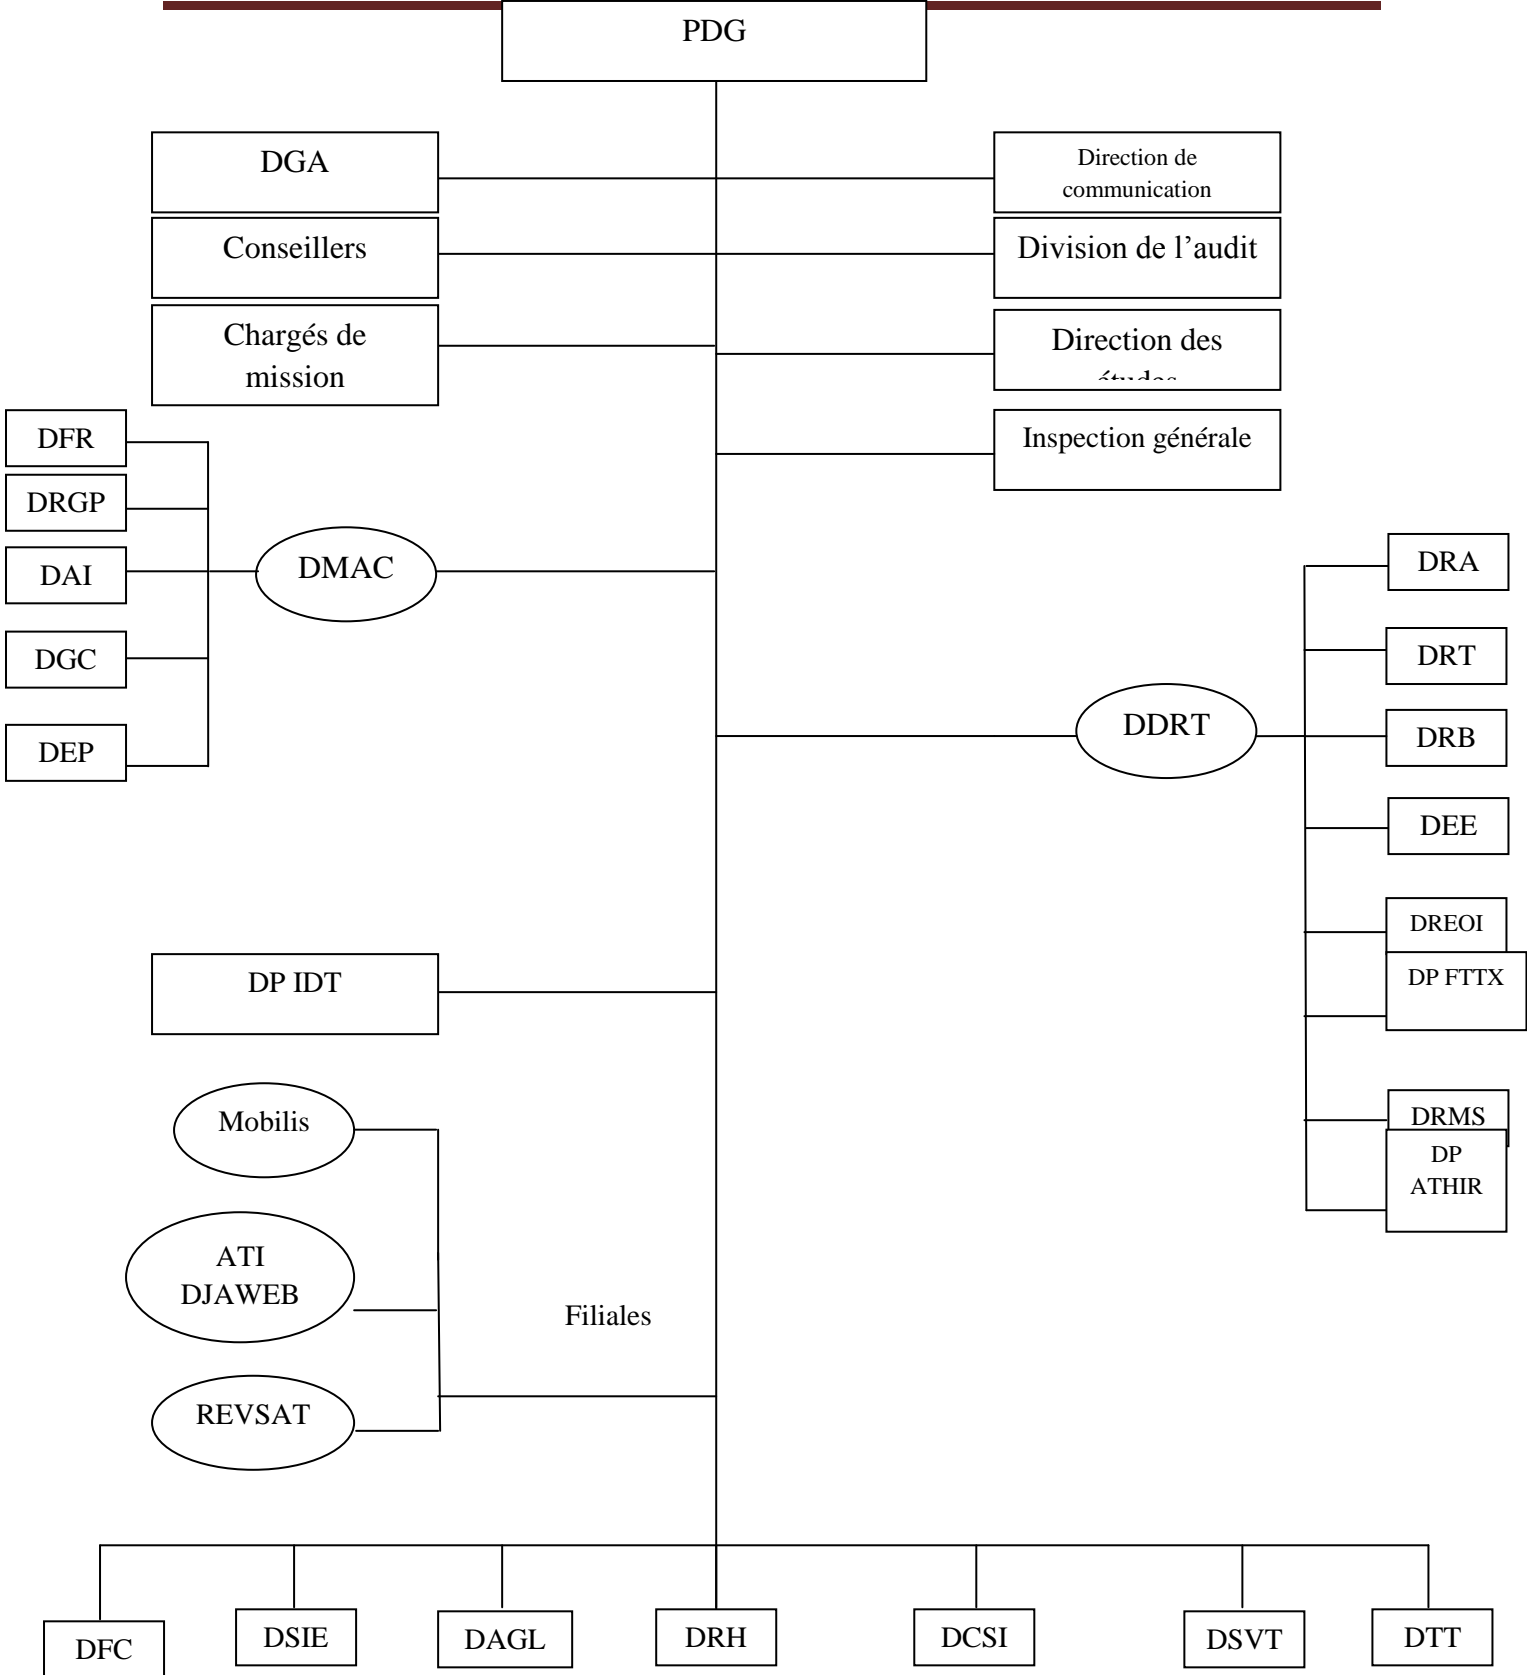 PDG
DGA
Direction de
communication
Conseillers
Division de l’audit
Chargés de
mission
Direction des
études
Inspection générale
DFR
DRGP
DAI
DGC
DEP
DMAC
DDRT
DRA
DRT
DRB
DEE
DREOI
DP FTTX
DRMS
DP
ATHIR
DP IDT
Mobilis
ATI
DJAWEB
REVSAT
Filiales
DFC
DSIE
DAGL
DRH
DCSI
DSVT
DTT